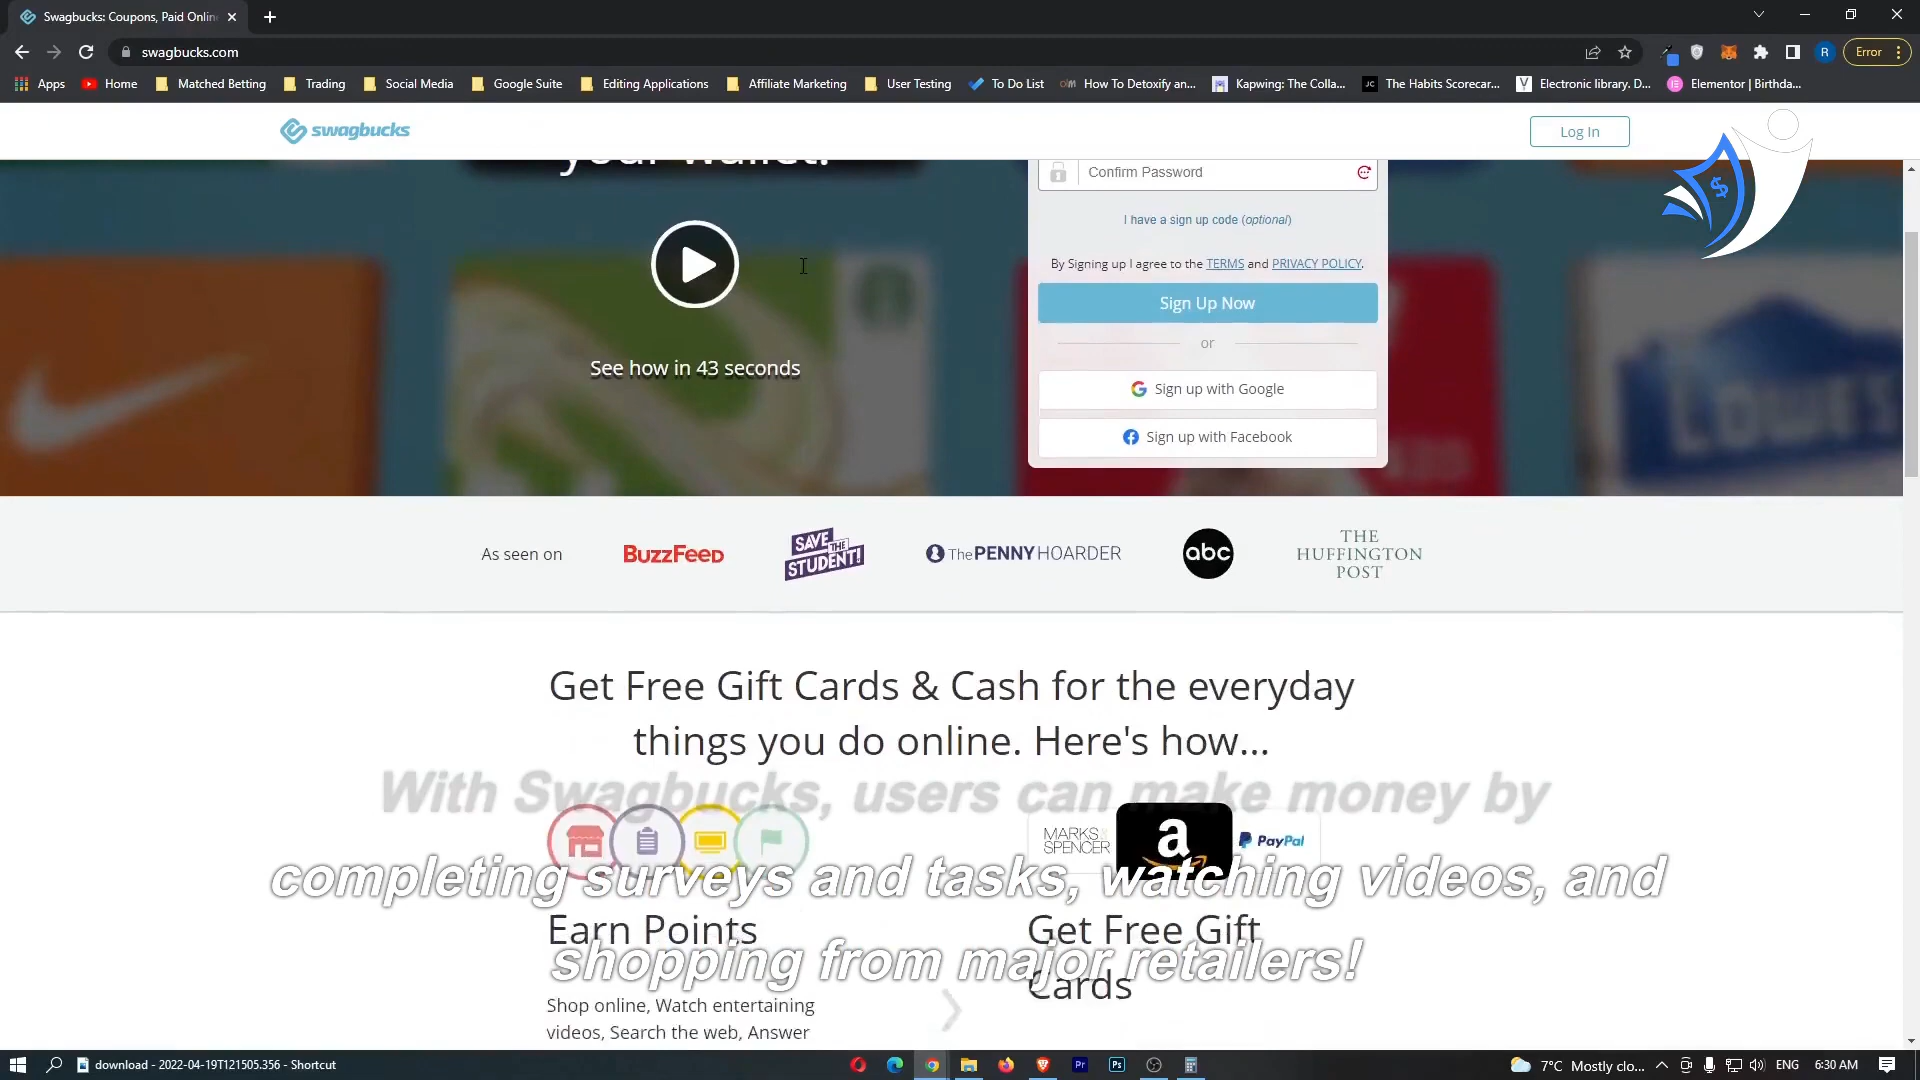 Swagbucks: Coupons, Paid Onlin
swagbucks.com
R
Error
Apps
Home
Matched Betting
Trading
Social Media
Google Suite
Editing Applications
Affiliate Marketing
User Testing
To Do List
How To Detoxify an...
Kapwing: The Colla...
The Habits Scorecar...
Electronic library. D...
Elementor | Birthda...
swagbucks
Log In
your wallet!
Confirm Password
I have a sign up code (optional)
By Signing up I agree to the TERMS and PRIVACY POLICY.
Sign Up Now
or
See how in 43 seconds
Sign up with Google
Sign up with Facebook
LOWE'S
As seen on
BuzzFeed
SAVE THE STUDENT!
The PENNY HOARDER
abc
THE
HUFFINGTON
POST
Get Free Gift Cards & Cash for the everyday
things you do online. Here's how...
With Swagbucks, users can make money by
completing surveys and tasks, watching videos, and
shopping from major retailers!
MARKS
SPENCER
a
PayPal
Earn Points
Get Free Gift
Cards
Shop online, Watch entertaining
videos, Search the web, Answer
download - 2022-04-19T121505.356 - Shortcut
Pr
Ps
7°C Mostly clo...
ENG
6:30 AM